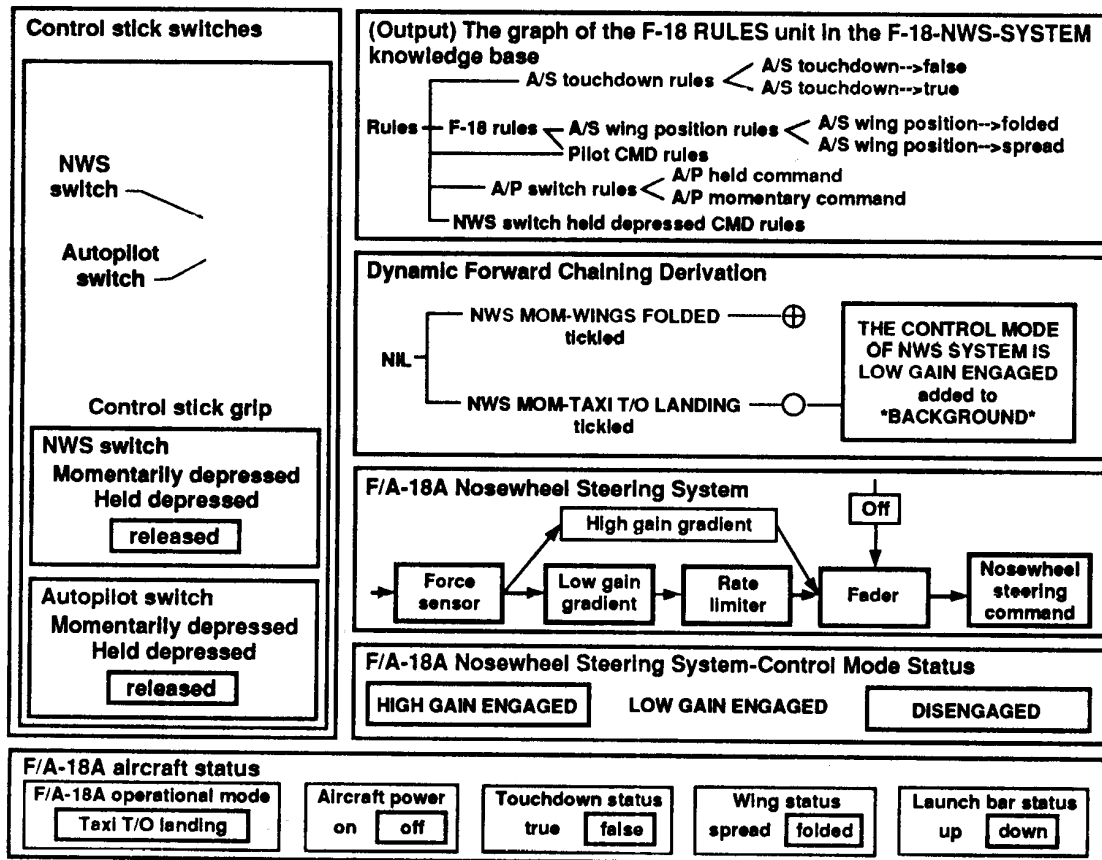 Control stick switches
NWS
switch
Autopilot
switch
Control stick grip
NWS switch
Momentarily depressed
Held depressed
released
Autopilot switch
Momentarily depressed
Held depressed
released
(Output) The graph of the F-18 RULES unit in the F-18-NWS-SYSTEM
knowledge base
A/S touchdown rules
A/S touchdown-->false
A/S touchdown-->true
Rules
F-18 rules
A/S wing position rules
A/S wing position-->folded
A/S wing position-->spread
Pilot CMD rules
A/P switch rules
A/P held command
A/P momentary command
NWS switch held depressed CMD rules
Dynamic Forward Chaining Derivation
NIL
NWS MOM-WINGS FOLDED
tickled
NWS MOM-TAXI T/O LANDING
tickled
THE CONTROL MODE
OF NWS SYSTEM IS
LOW GAIN ENGAGED
added to
*BACKGROUND*
F/A-18A Nosewheel Steering System
High gain gradient
Off
Force
sensor
Low gain
gradient
Rate
limiter
Fader
Nosewheel
steering
command
F/A-18A Nosewheel Steering System-Control Mode Status
HIGH GAIN ENGAGED
LOW GAIN ENGAGED
DISENGAGED
F/A-18A aircraft status
F/A-18A operational mode
Taxi T/O landing
Aircraft power
on off
Touchdown status
true false
Wing status
spread folded
Launch bar status
up down